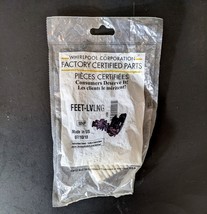 WHIRLPOOL CORPORATION
FACTORY CERTIFIED PARTS
PIÈCES CERTIFIÉES
Consumers Deserve It!
Les clients le méritent!
FEET-LVLNG
Made in US